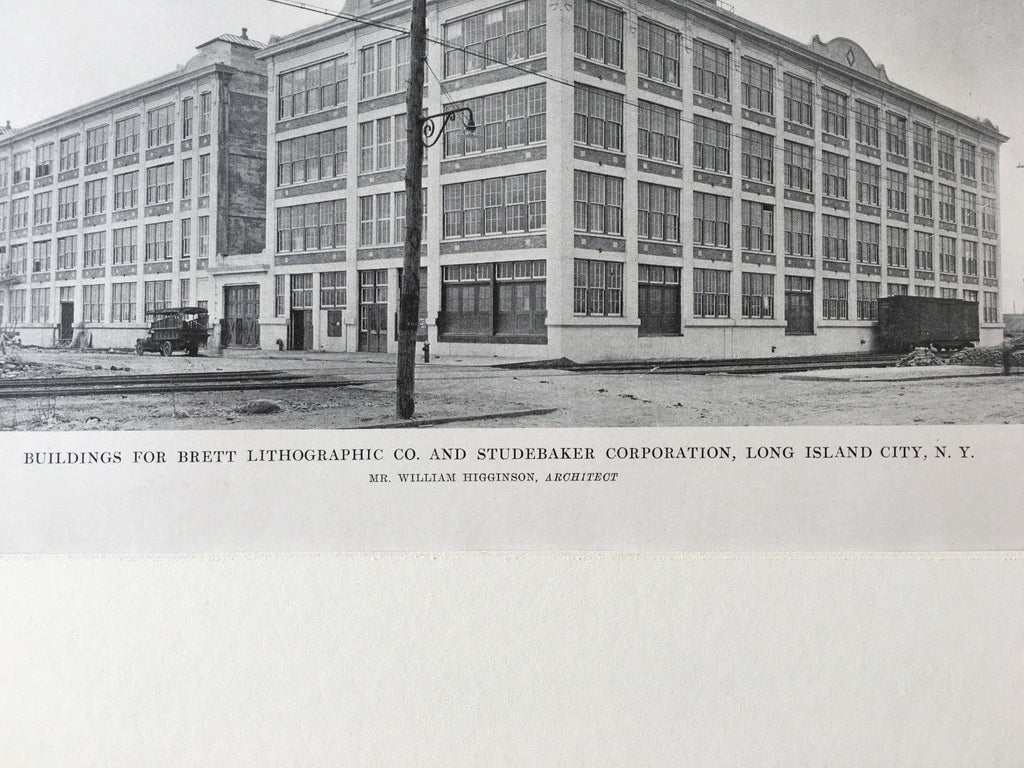 BUILDINGS FOR BRETT LITHOGRAPHIC CO. AND STUDEBAKER CORPORATION, LONG ISLAND CITY, N. Y.
MR. WILLIAM HIGGINSON, ARCHITECT